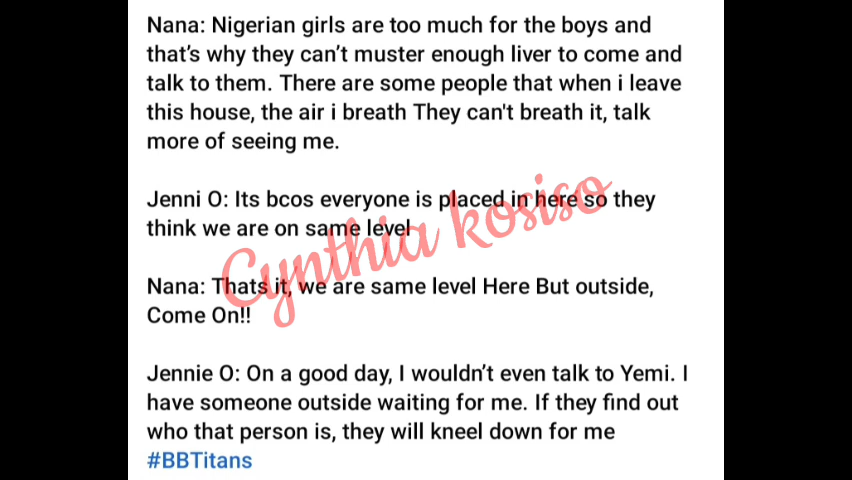 Nana: Nigerian girls are too much for the boys and
that's why they can't muster enough liver to come and
talk to them. There are some people that when i leave
this house, the air i breath They can't breath it, talk
more of seeing me.
Jenni O: Its bcos everyone is placed in here so they
think we are on same level
Cynthia kosiso
Nana: Thats it, we are same level Here But outside,
Come On!!
Jennie O: On a good day, I wouldn't even talk to Yemi. I
have someone outside waiting for me. If they find out
who that person is, they will kneel down for me
#BBTitans